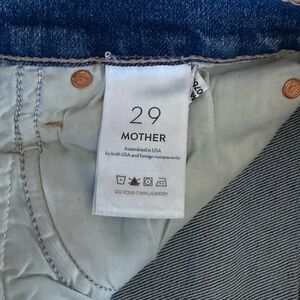 29
MOTHER
Assembled in USA
by both USA and foreign components
DO YOUR OWN LAUNDRY